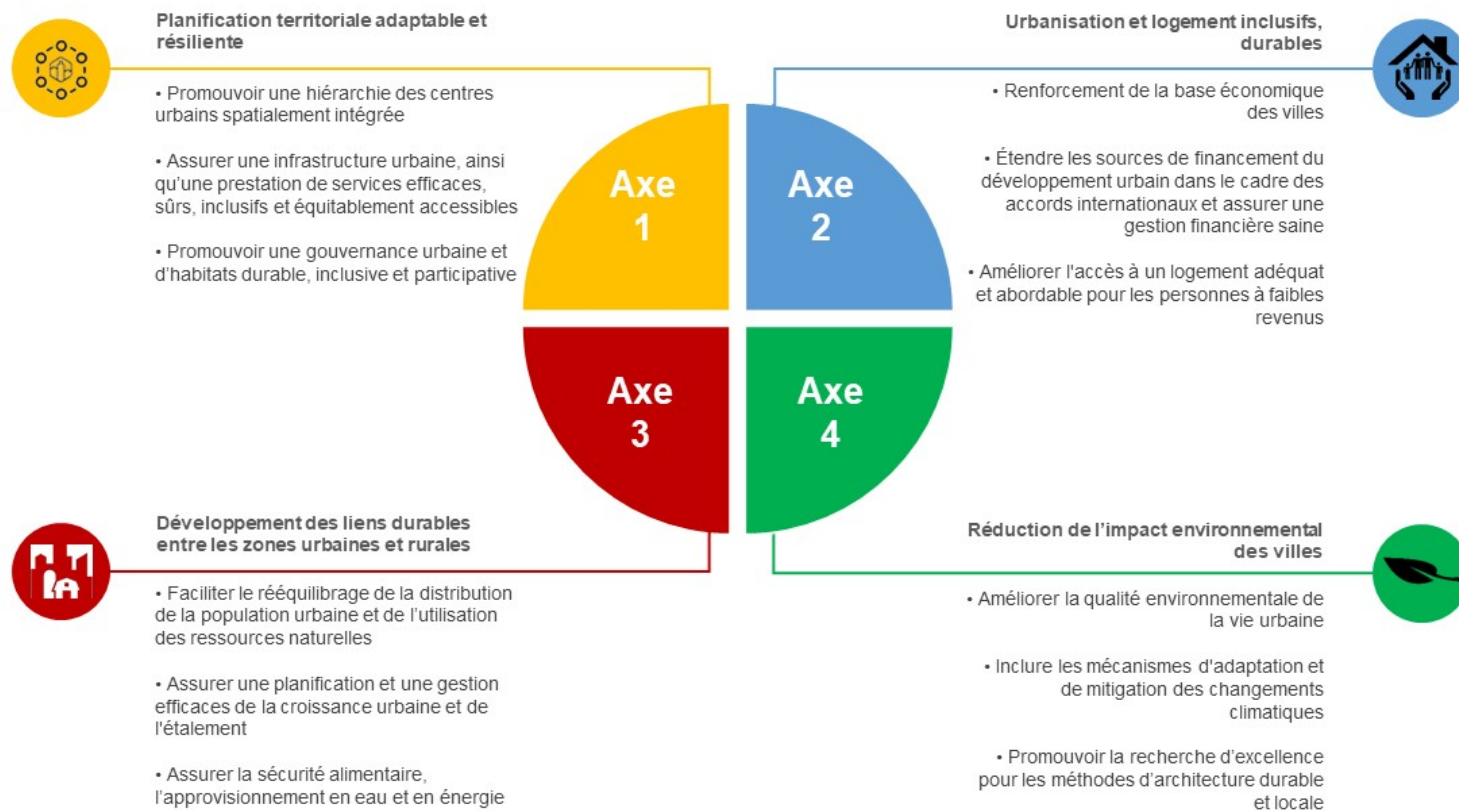 Planification territoriale adaptable et
résiliente
• Promouvoir une hiérarchie des centres
urbains spatialement intégrée
• Assurer une infrastructure urbaine, ainsi
qu’une prestation de services efficaces,
sûrs, inclusifs et équitablement accessibles
• Promouvoir une gouvernance urbaine et
d’habitats durable, inclusive et participative
Urbanisation et logement inclusifs,
durables
• Renforcement de la base économique
des villes
• Étendre les sources de financement du
développement urbain dans le cadre des
accords internationaux et assurer une
gestion financière saine
• Améliorer l'accès à un logement adéquat
et abordable pour les personnes à faibles
revenus
Axe
1
Axe
2
Axe
3
Axe
4
Développement des liens durables
entre les zones urbaines et rurales
• Faciliter le rééquilibrage de la distribution
de la population urbaine et de l’utilisation
des ressources naturelles
• Assurer une planification et une gestion
efficaces de la croissance urbaine et de
l'étalement
• Assurer la sécurité alimentaire,
l’approvisionnement en eau et en énergie
Réduction de l’impact environnemental
des villes
• Améliorer la qualité environnementale de
la vie urbaine
• Inclure les mécanismes d'adaptation et
de mitigation des changements
climatiques
• Promouvoir la recherche d’excellence
pour les méthodes d’architecture durable
et locale